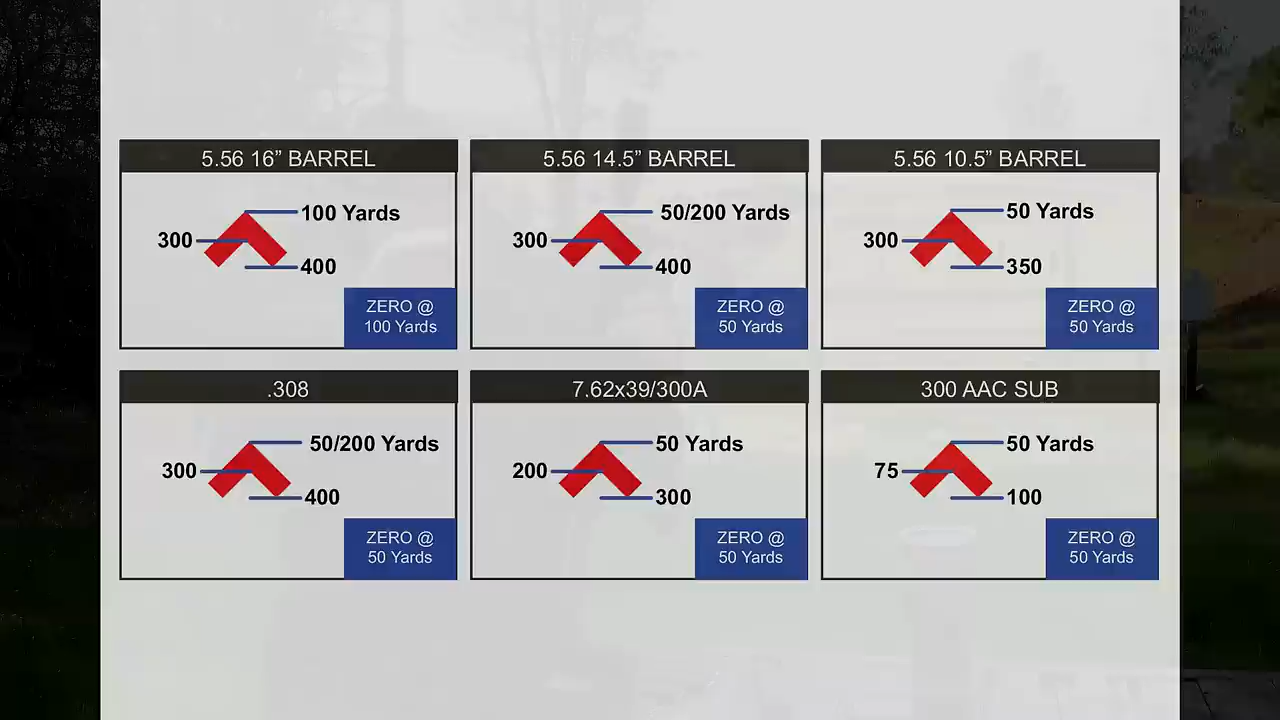 5.56 16” BARREL
100 Yards
300
400
ZERO @
100 Yards
5.56 14.5” BARREL
50/200 Yards
300
400
ZERO @
50 Yards
5.56 10.5” BARREL
50 Yards
300
350
ZERO @
50 Yards
.308
50/200 Yards
300
400
ZERO @
50 Yards
7.62x39/300A
50 Yards
200
300
ZERO @
50 Yards
300 AAC SUB
50 Yards
75
100
ZERO @
50 Yards